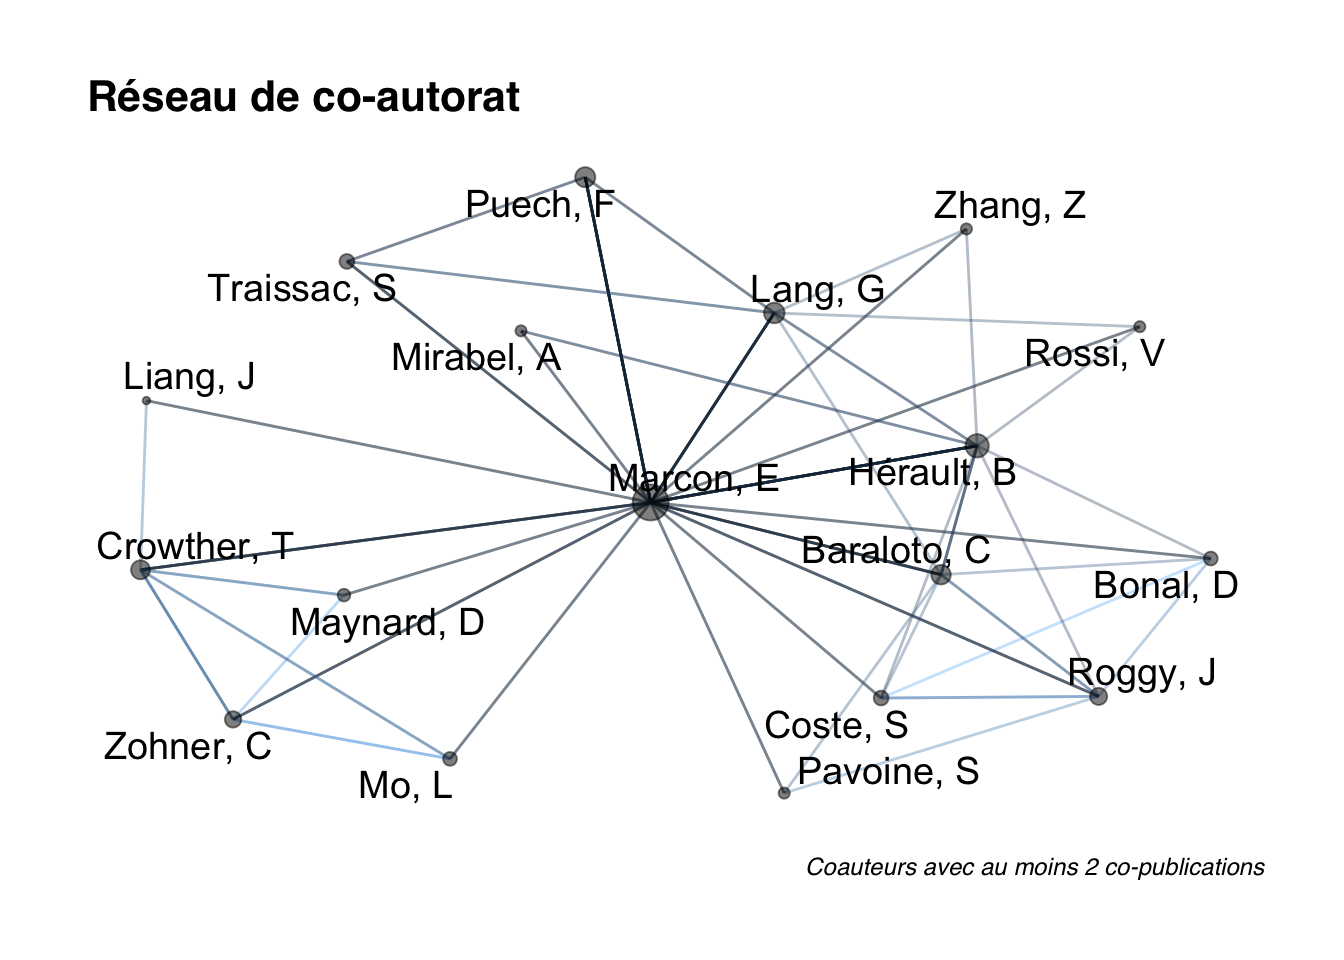 Réseau de co-autorat
Puech, F
Zhang, Z
Traissac, S
Lang, G
Mirabel, A
Rossi, V
Liang, J
Marcon, E
Hérault, B
Crowther, T
Baraloto, C
Bonal, D
Maynard, D
Roggy, J
Zohner, C
Coste, S
Mo, L
Pavoine, S
Coauteurs avec au moins 2 co-publications